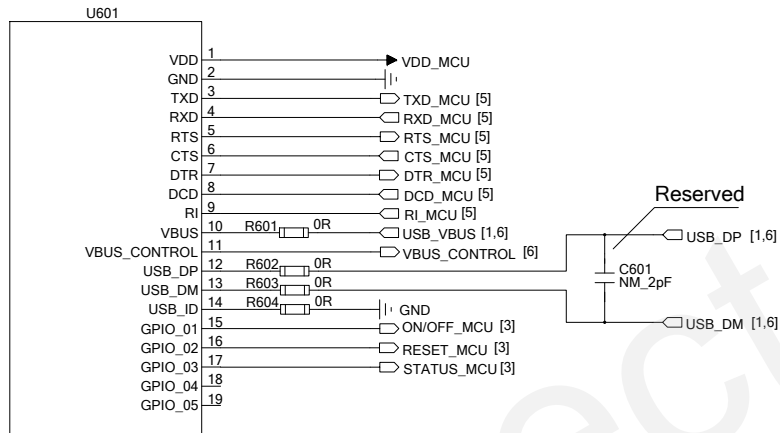 U601
VDD 1 VDD_MCU
GND 2
TXD 3 TXD_MCU [5]
RXD 4 RXD_MCU [5]
RTS 5 RTS_MCU [5]
CTS 6 CTS_MCU [5]
DTR 7 DTR_MCU [5]
DCD 8 DCD_MCU [5]
RI 9 RI_MCU [5]
VBUS 10 R601 0R USB_VBUS [1,6]
VBUS_CONTROL 11 VBUS_CONTROL [6]
USB_DP 12 R602 0R
USB_DM 13 R603 0R
USB_ID 14 R604 0R GND
GPIO_01 15 ON/OFF_MCU [3]
GPIO_02 16 RESET_MCU [3]
GPIO_03 17 STATUS_MCU[3]
GPIO_04 18
GPIO_05 19
Reserved
USB_DP [1,6]
C601
NM_2pF
USB_DM [1,6]
ect